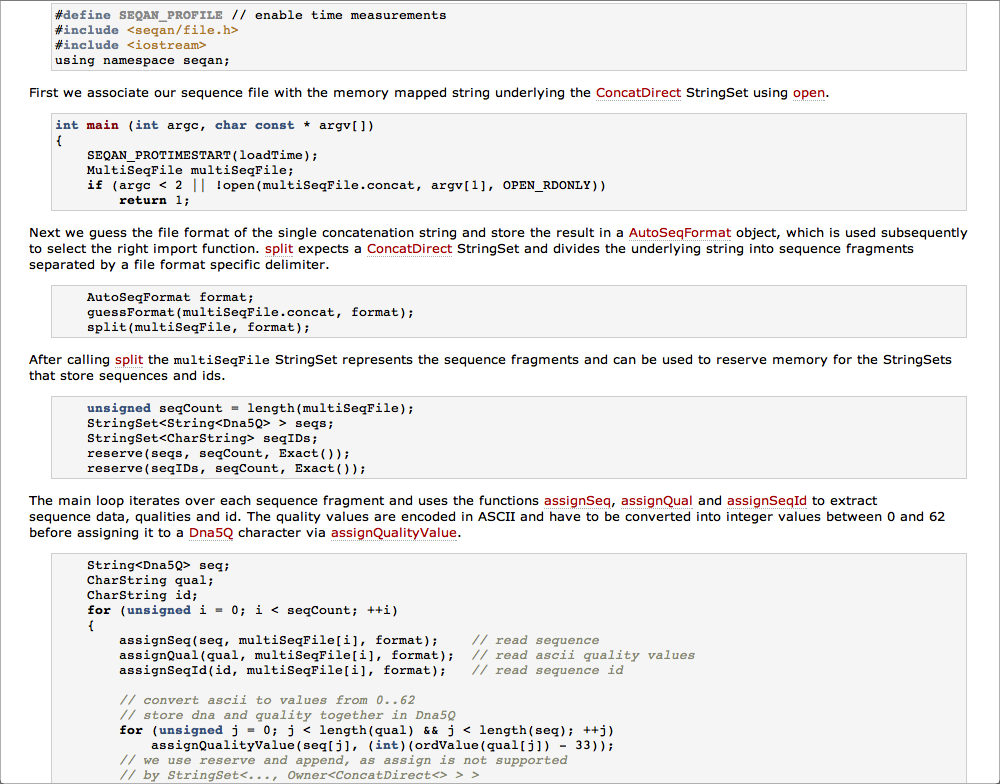 #define SEQAN_PROFILE // enable time measurements
#include <seqan/file.h>
#include <iostream>
using namespace seqan;
First we associate our sequence file with the memory mapped string underlying the ConcatDirect StringSet using open.
int main (int argc, char const * argv[])
{
    SEQAN_PROTIMESTART(loadTime);
    MultiSeqFile multiSeqFile;
    if (argc < 2 || !open(multiSeqFile.concat, argv[1], OPEN_RDONLY))
        return 1;
Next we guess the file format of the single concatenation string and store the result in a AutoSeqFormat object, which is used subsequently
to select the right import function. split expects a ConcatDirect StringSet and divides the underlying string into sequence fragments
separated by a file format specific delimiter.
    AutoSeqFormat format;
    guessFormat(multiSeqFile.concat, format);
    split(multiSeqFile, format);
After calling split the multiSeqFile StringSet represents the sequence fragments and can be used to reserve memory for the StringSets
that store sequences and ids.
    unsigned seqCount = length(multiSeqFile);
    StringSet<String<Dna5Q> > seqs;
    StringSet<CharString> seqIDs;
    reserve(seqs, seqCount, Exact());
    reserve(seqIDs, seqCount, Exact());
The main loop iterates over each sequence fragment and uses the functions assignSeq, assignQual and assignSeqId to extract
sequence data, qualities and id. The quality values are encoded in ASCII and have to be converted into integer values between 0 and 62
before assigning it to a Dna5Q character via assignQualityValue.
    String<Dna5Q> seq;
    CharString qual;
    CharString id;
    for (unsigned i = 0; i < seqCount; ++i)
    {
        assignSeq(seq, multiSeqFile[i], format);    // read sequence
        assignQual(qual, multiSeqFile[i], format);  // read ascii quality values
        assignSeqId(id, multiSeqFile[i], format);   // read sequence id
        // convert ascii to values from 0..62
        // store dna and quality together in Dna5Q
        for (unsigned j = 0; j < length(qual) && j < length(seq); ++j)
            assignQualityValue(seq[j], (int)(ordValue(qual[j]) - 33));
        // we use reserve and append, as assign is not supported
        // by StringSet<..., Owner<ConcatDirect<> > >